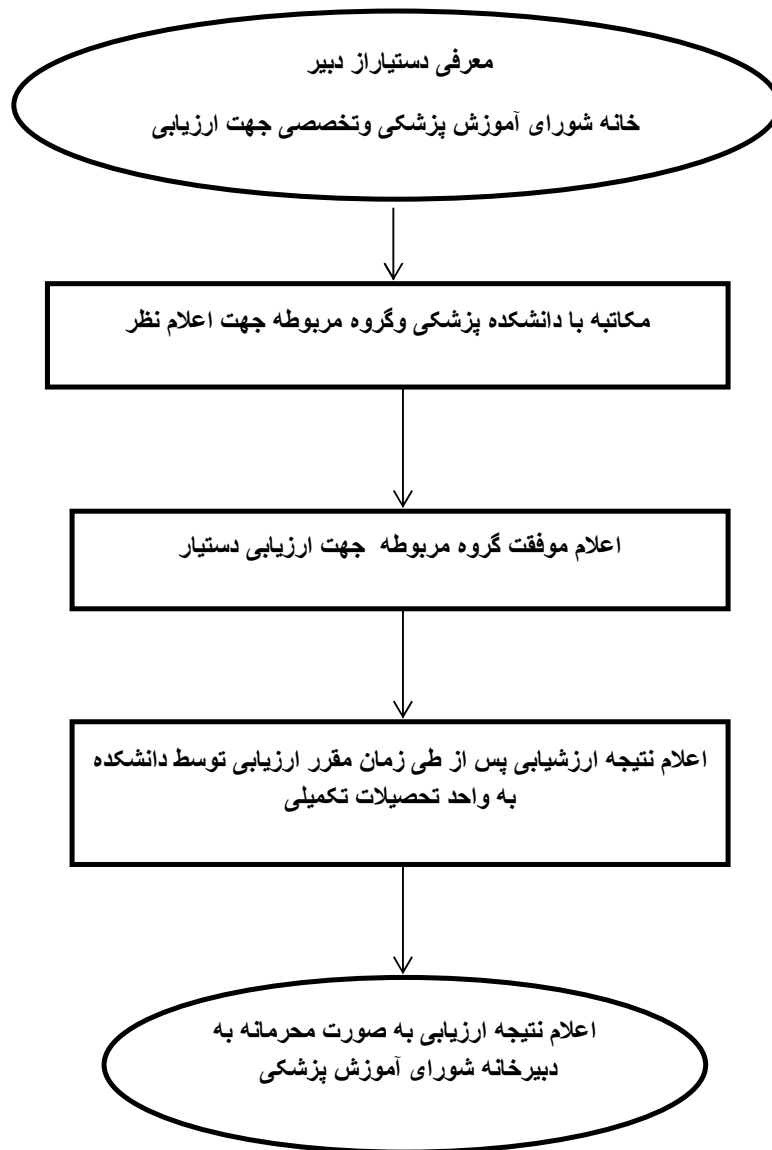 معرفی دستیاراز دبیر
خانه شورای آموزش پزشکی وتخصصی جهت ارزیابی
مکاتبه با دانشکده پزشکی وگروه مربوطه جهت اعلام نظر
اعلام موفقت گروه مربوطه  جهت ارزیابی دستیار
اعلام نتیجه ارزشیابی پس از طی زمان مقرر ارزیابی توسط دانشکده
به واحد تحصیلات تکمیلی
اعلام نتیجه ارزیابی به صورت محرمانه به
دبیرخانه شورای آموزش پزشکی